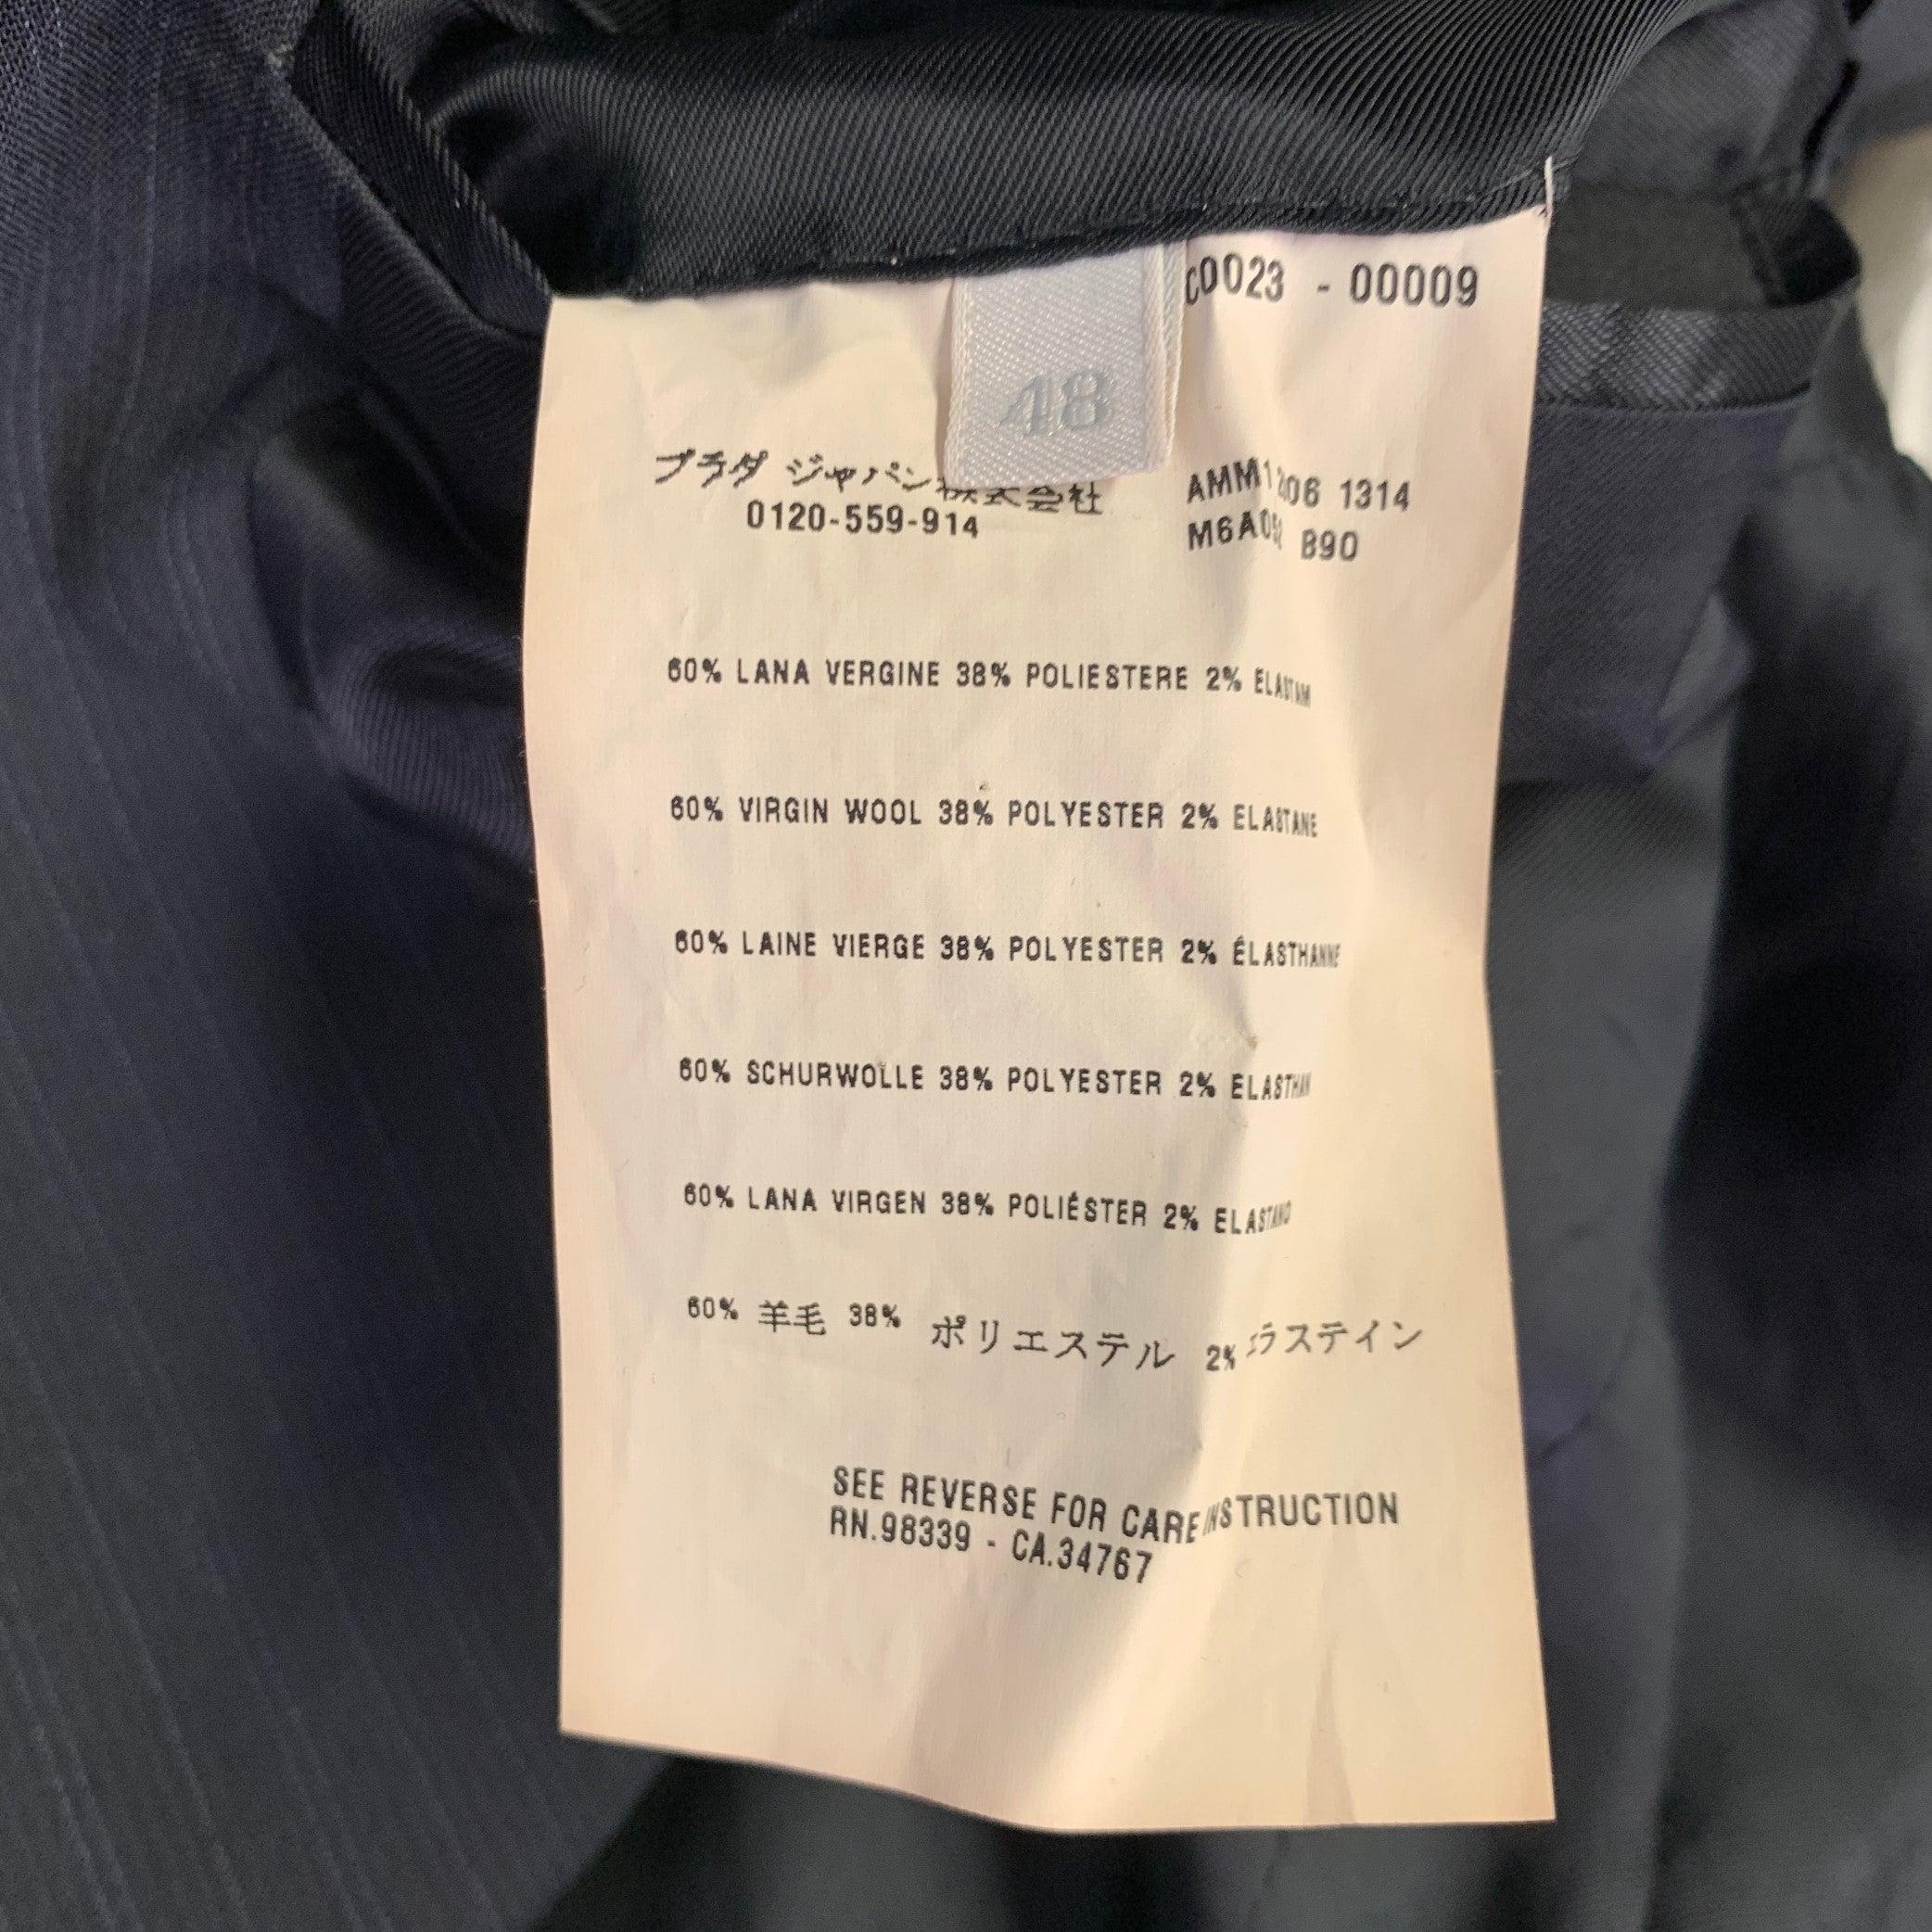 C0023 - 00009
48
プラダ ジャパン株式会社
0120-559-914
1314
B90
60% LANA VERGINE 38% POLIESTERE 2% ELASTAM
60% VIRGIN WOOL 38% POLYESTER 2% ELASTANE
60% LAINE VIERGE 38% POLYESTER 2% ÉLASTHANNE
60% SCHURWOLLE 38% POLYESTER 2% ELASTHAN
60% LANA VIRGEN 38% POLIÉSTER 2% ELASTANO
60% 羊毛 38% ポリエステル 2% エラステイン
SEE REVERSE FOR CARE INSTRUCTION
RN.98339 - CA.34767